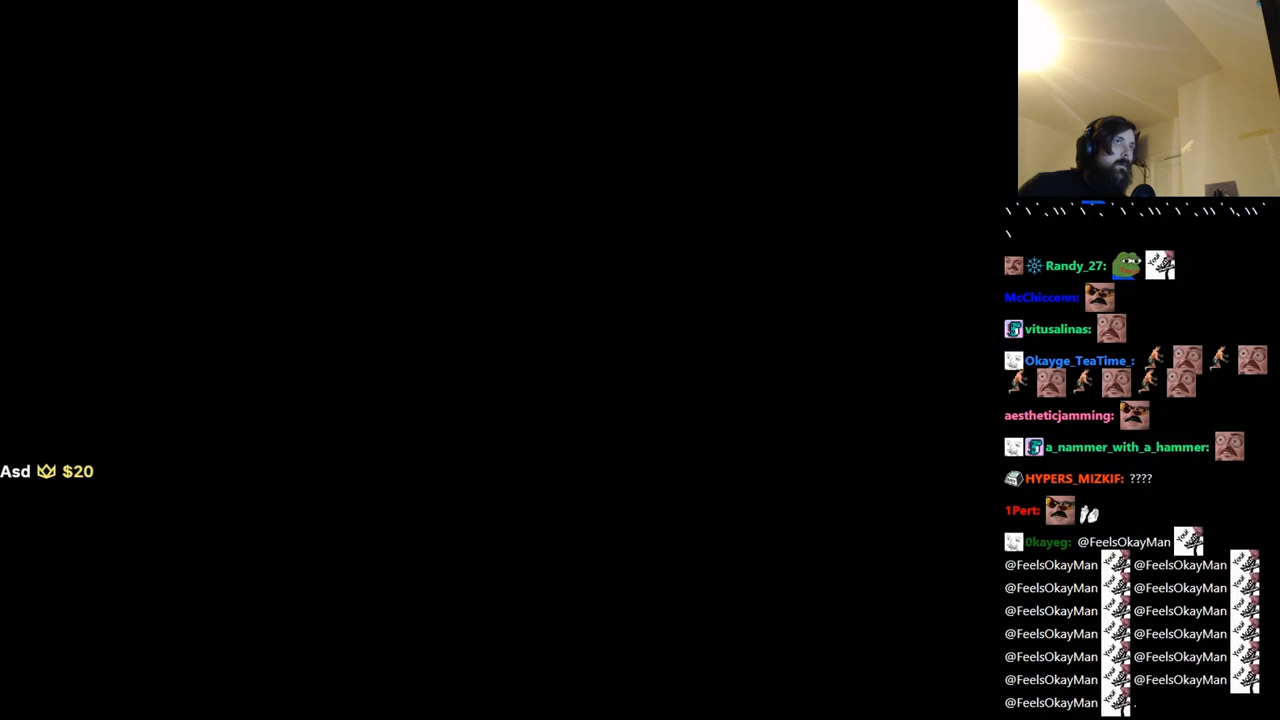 Randy_27:
McChiccenn:
vitusalinas:
Okayge_TeaTime_:
aestheticjamming:
a_nammer_with_a_hammer:
Asd $20
HYPERS_MIZKIF: ????
1Pert:
0kayeg: @FeelsOkayMan
@FeelsOkayMan @FeelsOkayMan
@FeelsOkayMan @FeelsOkayMan
@FeelsOkayMan @FeelsOkayMan
@FeelsOkayMan @FeelsOkayMan
@FeelsOkayMan @FeelsOkayMan
@FeelsOkayMan @FeelsOkayMan
@FeelsOkayMan .